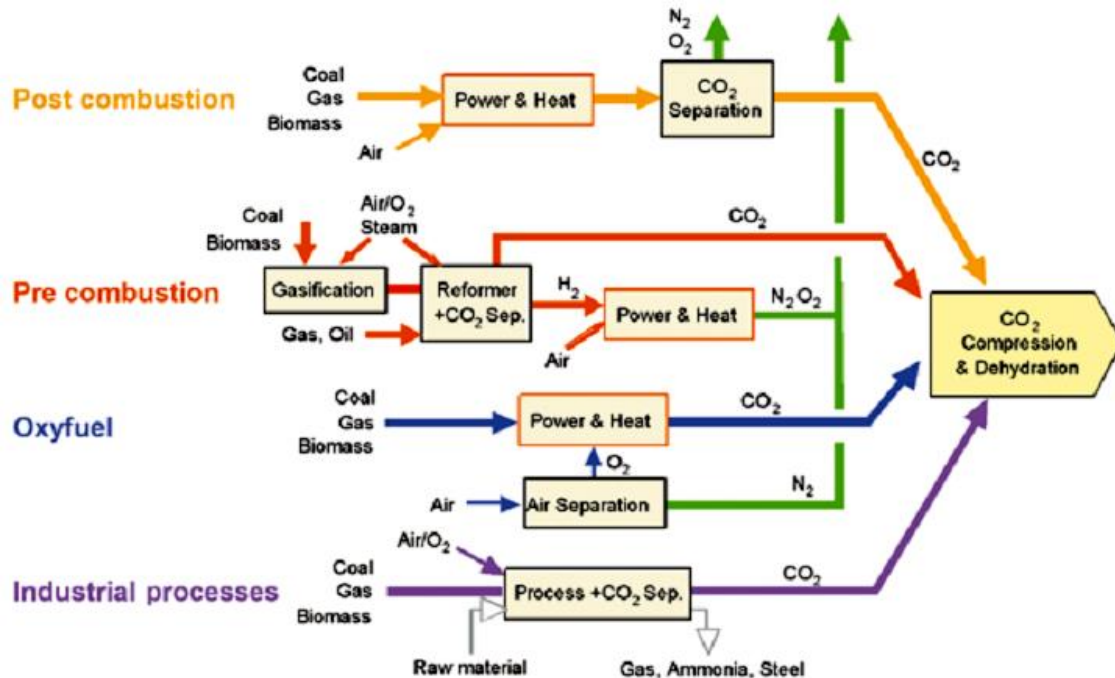 N₂
O₂
Post combustion
Coal
Gas
Biomass
Air
Power & Heat
CO₂
Separation
CO₂
Pre combustion
Coal
Biomass
Air/O₂
Steam
Gasification
Gas, Oil
Reformer
+CO₂ Sep.
CO₂
H₂
Air
Power & Heat
N₂ O₂
CO₂
Compression
& Dehydration
Oxyfuel
Coal
Gas
Biomass
Power & Heat
CO₂
O₂
Air
Air Separation
N₂
Industrial processes
Air/O₂
Coal
Gas
Biomass
Process +CO₂ Sep.
CO₂
Raw material
Gas, Ammonia, Steel